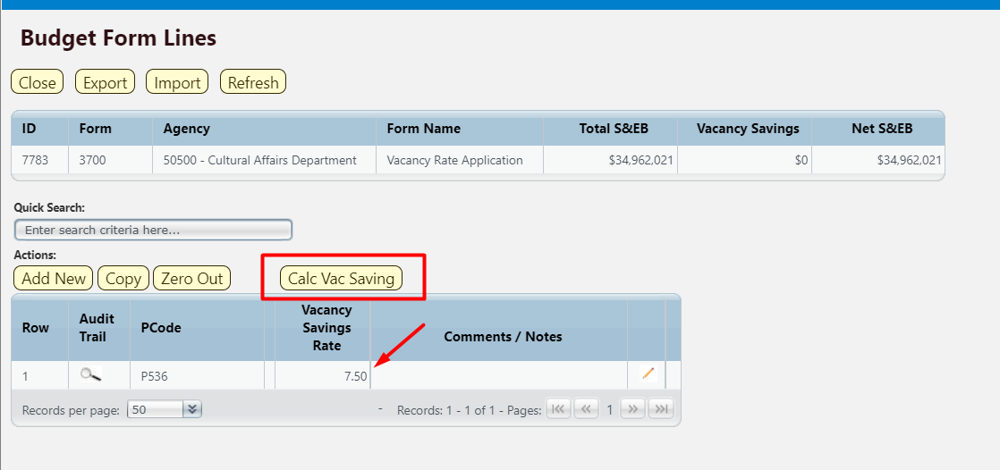 Budget Form Lines
Close Export Import Refresh
ID Form Agency Form Name Total S&EB Vacancy Savings Net S&EB
7783 3700 50500 - Cultural Affairs Department Vacancy Rate Application $34,962,021 $0 $34,962,021
Quick Search:
Enter search criteria here...
Actions:
Add New Copy Zero Out Calc Vac Saving
Row Audit Trail PCode Vacancy Savings Rate Comments / Notes
1 P536 7.50
Records per page: 50 - Records: 1 - 1 of 1 - Pages: 1